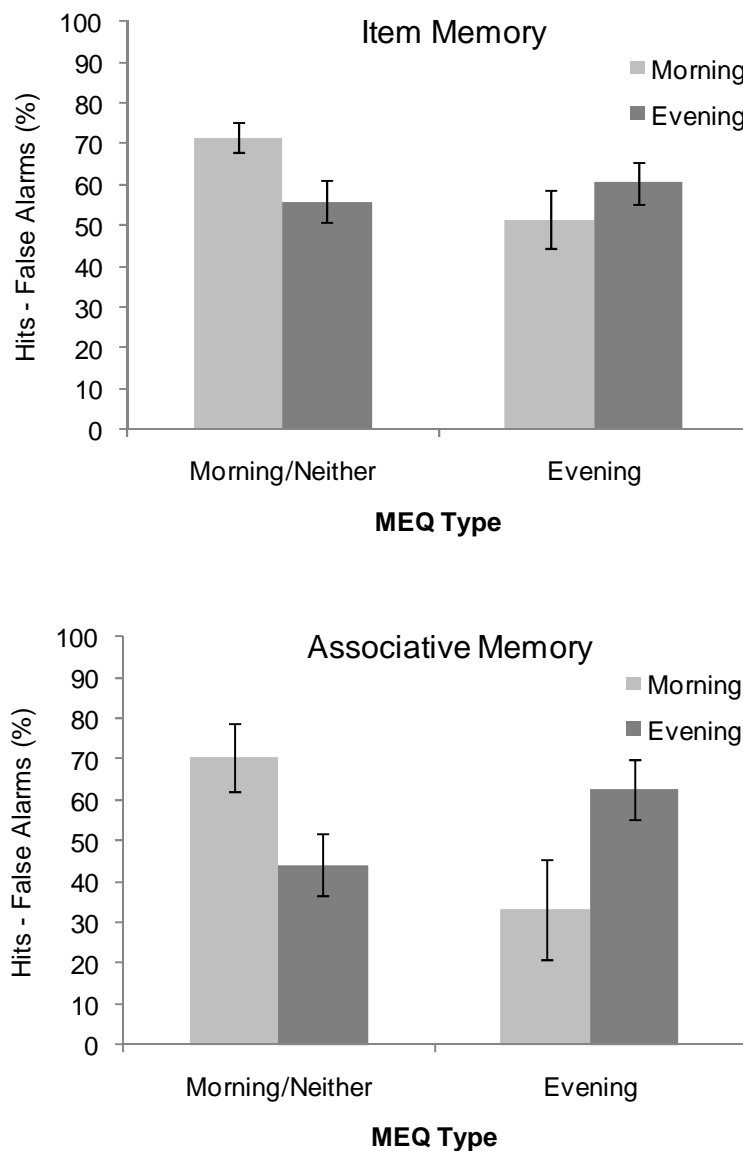 Item Memory
100
90
80
70
60
50
40
30
20
10
0
Hits - False Alarms (%)
Morning
Evening
Morning/Neither Evening
MEQ Type
Associative Memory
100
90
80
70
60
50
40
30
20
10
0
Hits - False Alarms (%)
Morning
Evening
Morning/Neither Evening
MEQ Type